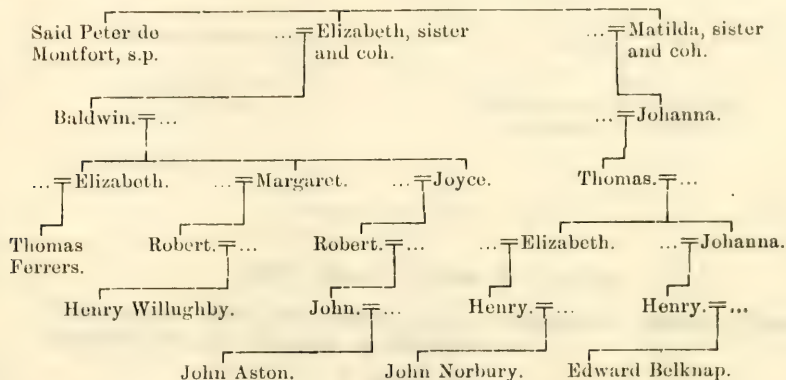 Said Peter de ... ╤ Elizabeth, sister ... ╤ Matilda, sister
Montfort, s.p. and coh. and coh.
Baldwin. ╤ ... ... ╤ Johanna.
... ╤ Elizabeth. ... ╤ Margaret. ... ╤ Joyce. Thomas. ╤ ...
Thomas Robert. ╤ ... Robert. ╤ ... ... ╤ Elizabeth. ... ╤ Johanna.
Ferrers.
Henry Willughby. John. ╤ ... Henry. ╤ ... Henry. ╤ ...
John Aston. John Norbury. Edward Belknap.